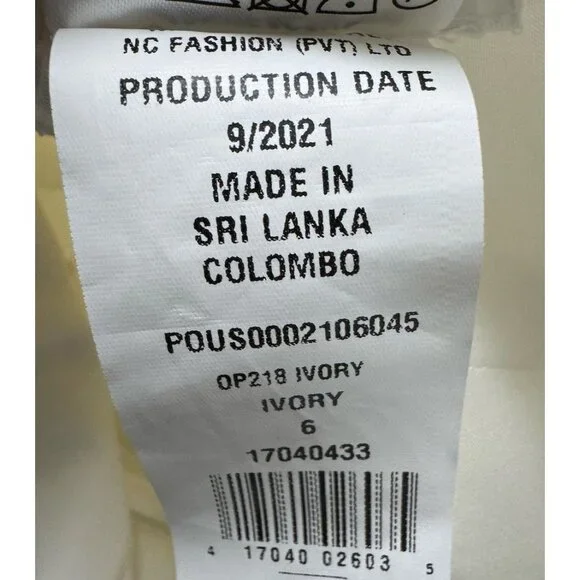 NC FASHION (PVT) LTD
PRODUCTION DATE
9/2021
MADE IN
SRI LANKA
COLOMBO
POUS0002106045
OP218 IVORY
IVORY
6
17040433
4 17040 02603 5